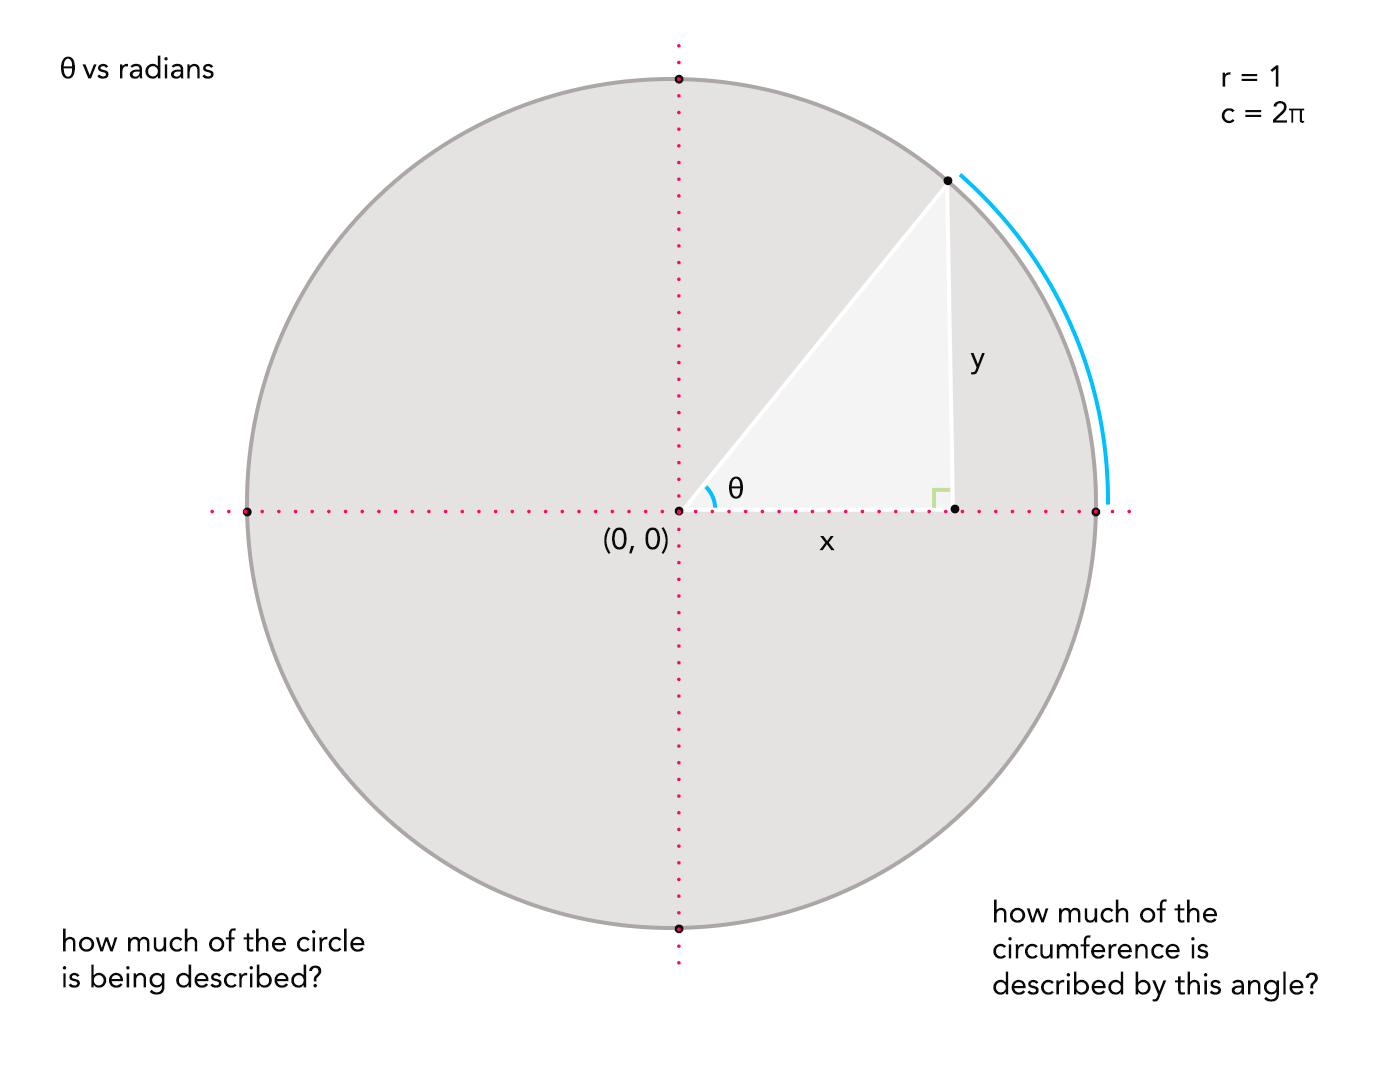 θ vs radians
r = 1
c = 2π
y
θ
(0, 0)
x
how much of the circle
is being described?
how much of the
circumference is
described by this angle?